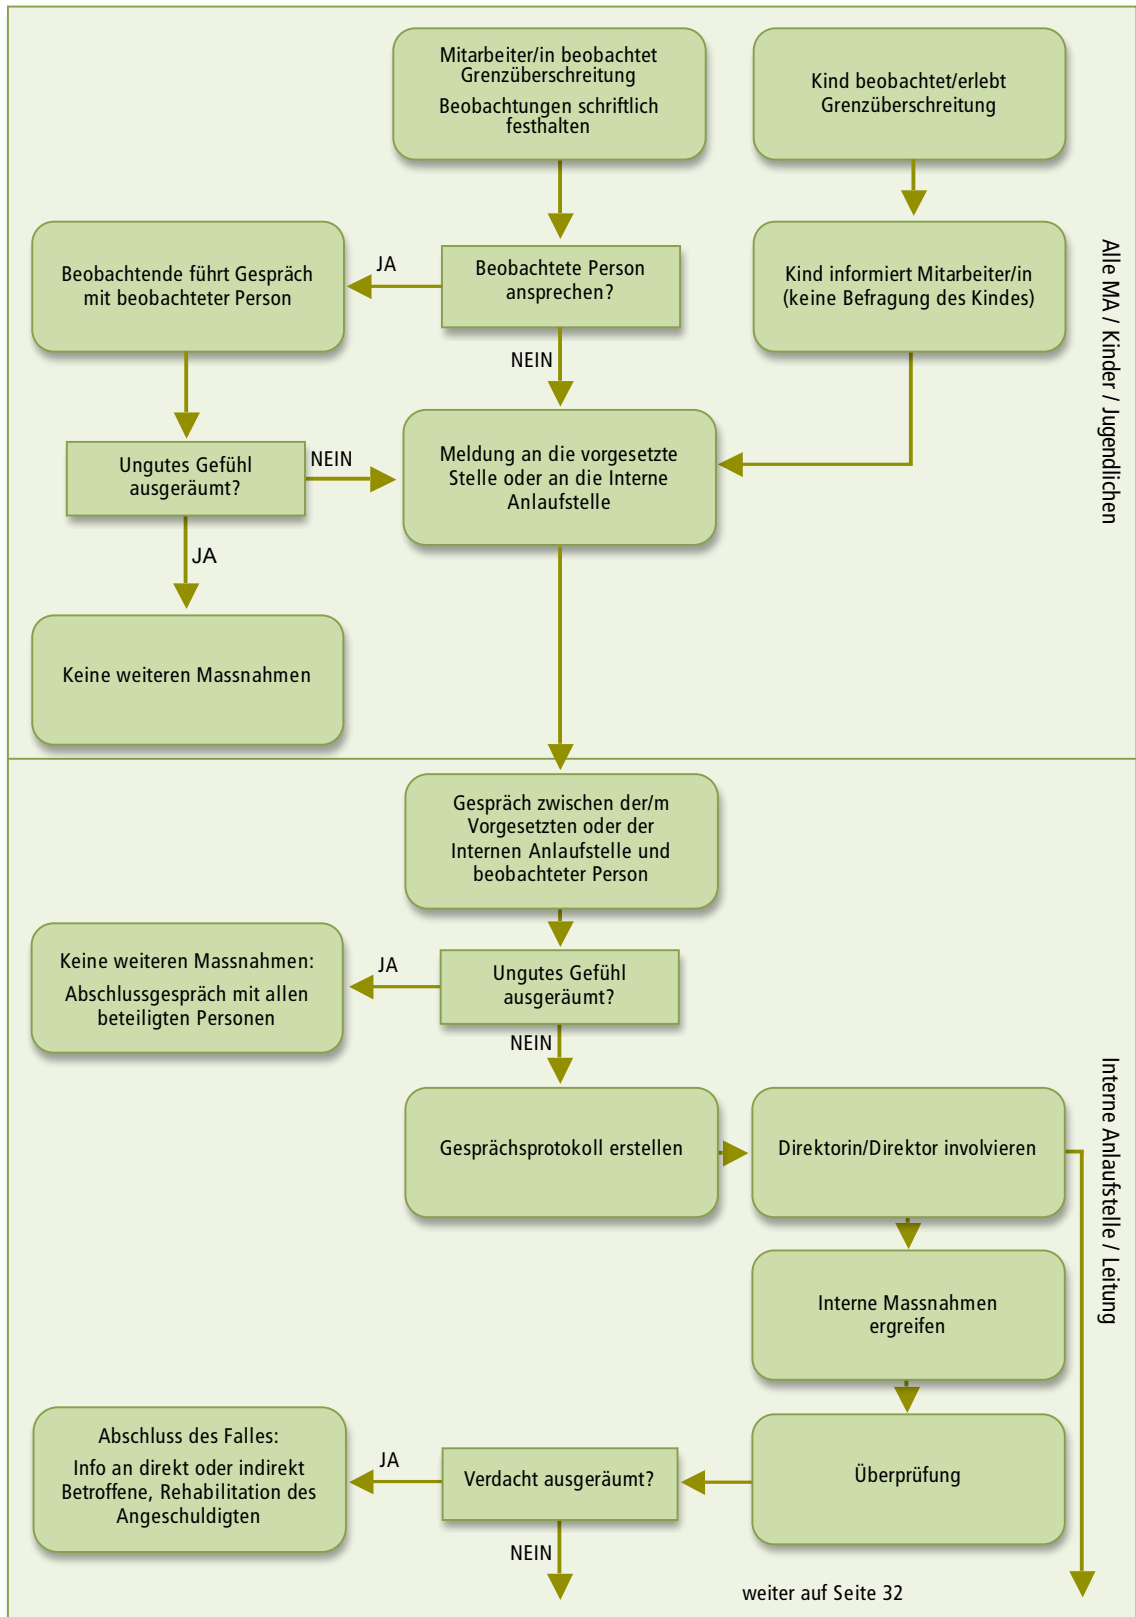 Mitarbeiter/in beobachtet
Grenzüberschreitung
Beobachtungen schriftlich
festhalten
Kind beobachtet/erlebt
Grenzüberschreitung
Beobachtende führt Gespräch
mit beobachteter Person
JA
Beobachtete Person
ansprechen?
Kind informiert Mitarbeiter/in
(keine Befragung des Kindes)
NEIN
Ungutes Gefühl
ausgeräumt?
NEIN
Meldung an die vorgesetzte
Stelle oder an die Interne
Anlaufstelle
JA
Keine weiteren Massnahmen
Alle MA / Kinder / Jugendlichen
Gespräch zwischen der/m
Vorgesetzten oder der
Internen Anlaufstelle und
beobachteter Person
Keine weiteren Massnahmen:
Abschlussgespräch mit allen
beteiligten Personen
JA
Ungutes Gefühl
ausgeräumt?
NEIN
Gesprächsprotokoll erstellen
Direktorin/Direktor involvieren
Interne Massnahmen
ergreifen
Interne Anlaufstelle / Leitung
Abschluss des Falles:
Info an direkt oder indirekt
Betroffene, Rehabilitation des
Angeschuldigten
JA
Verdacht ausgeräumt?
Überprüfung
NEIN
weiter auf Seite 32